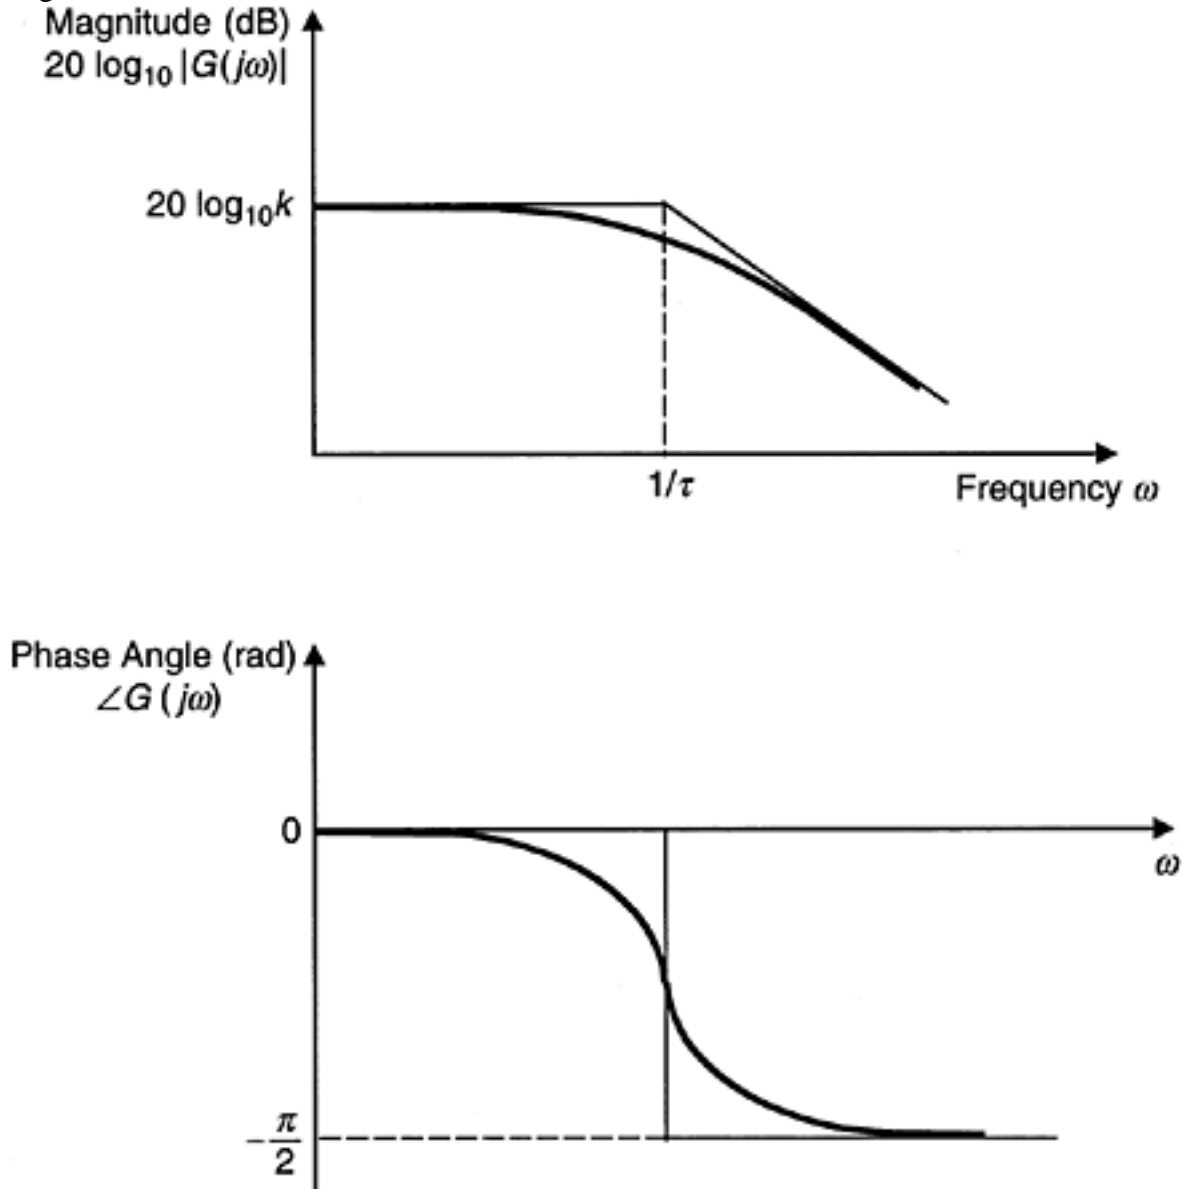 Magnitude (dB)
20 log₁₀ |G(jω)|
20 log₁₀k
1/τ
Frequency ω
Phase Angle (rad)
∠G (jω)
0
ω
-π/2